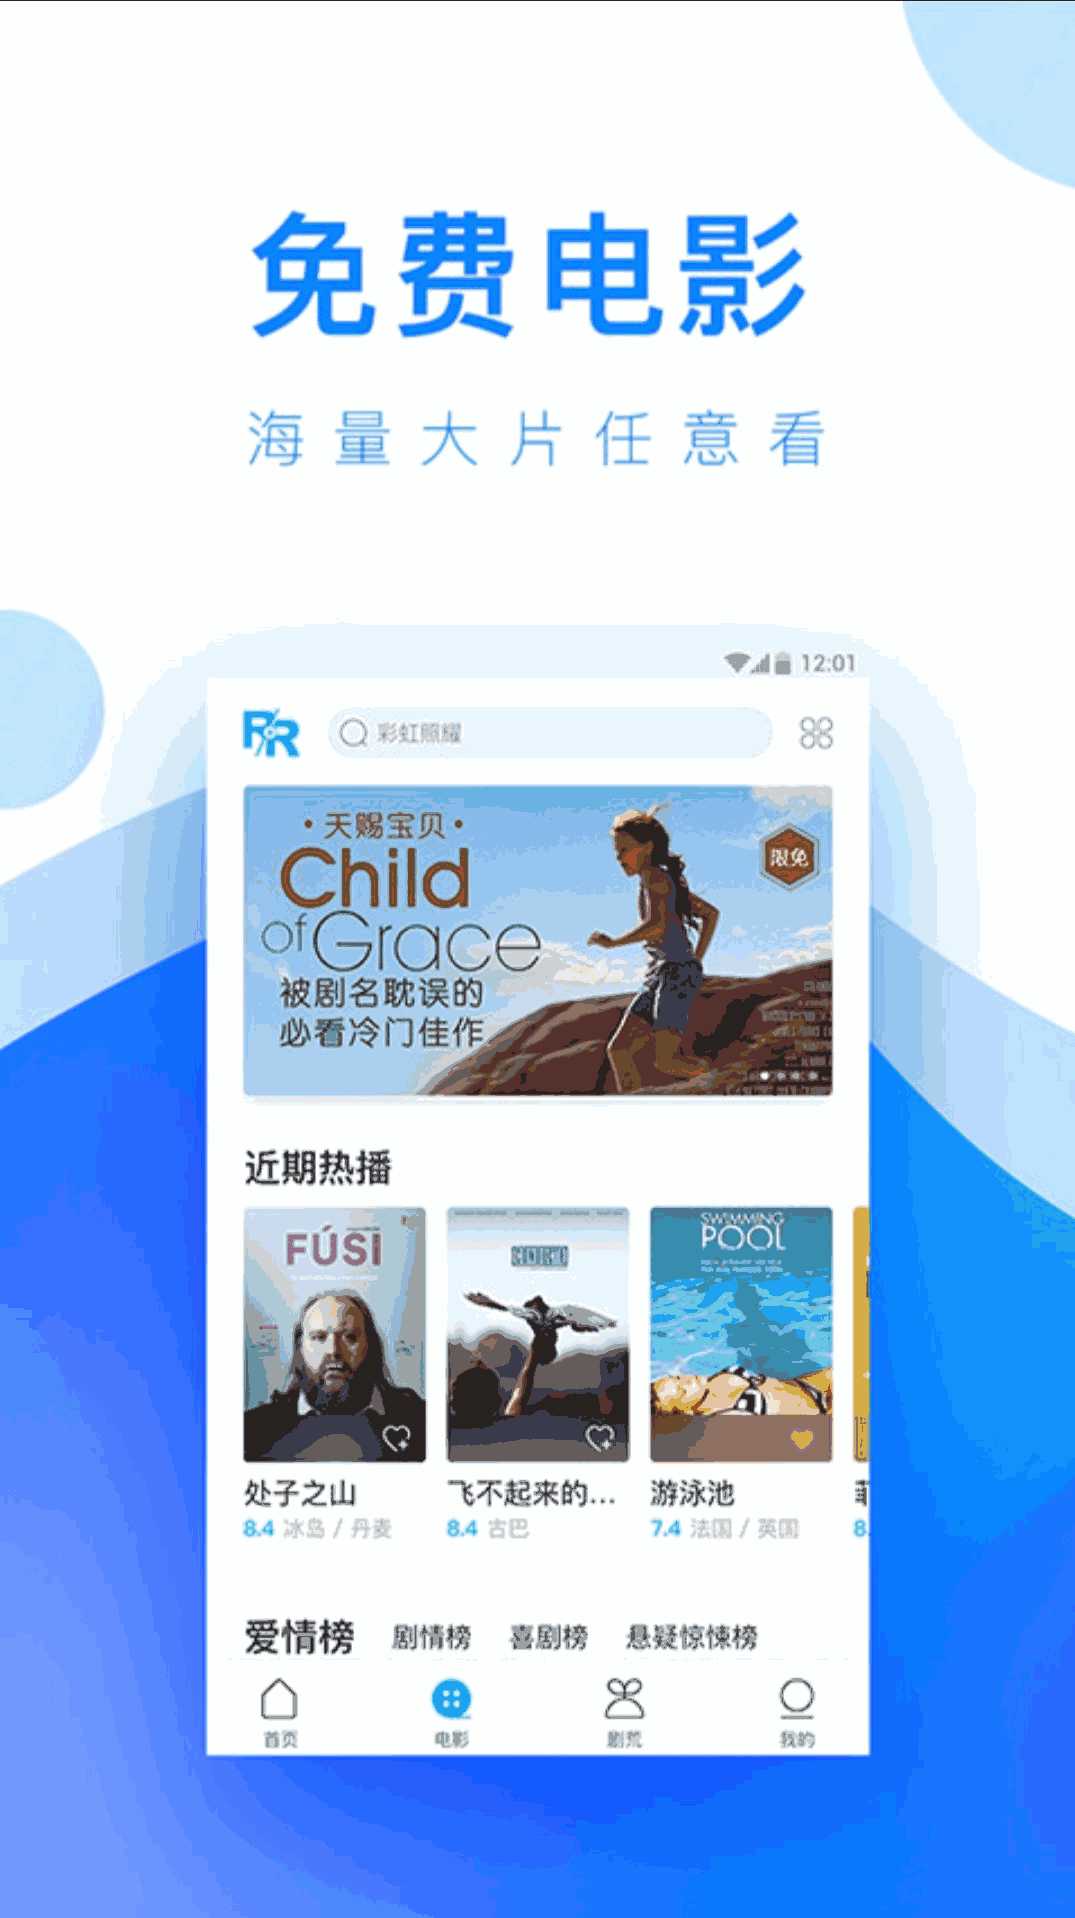 免费电影
海量大片任意看
12:01
RR
彩虹照耀
·天赐宝贝·
Child
of Grace
限免
被剧名耽误的
必看冷门佳作
近期热播
FÚSI
SWIMMING
POOL
处子之山
飞不起来的...
游泳池
8.4 冰岛 / 丹麦
8.4 古巴
7.4 法国 / 英国
8.
爱情榜 剧情榜 喜剧榜 悬疑惊悚榜
首页 电影 剧荒 我的